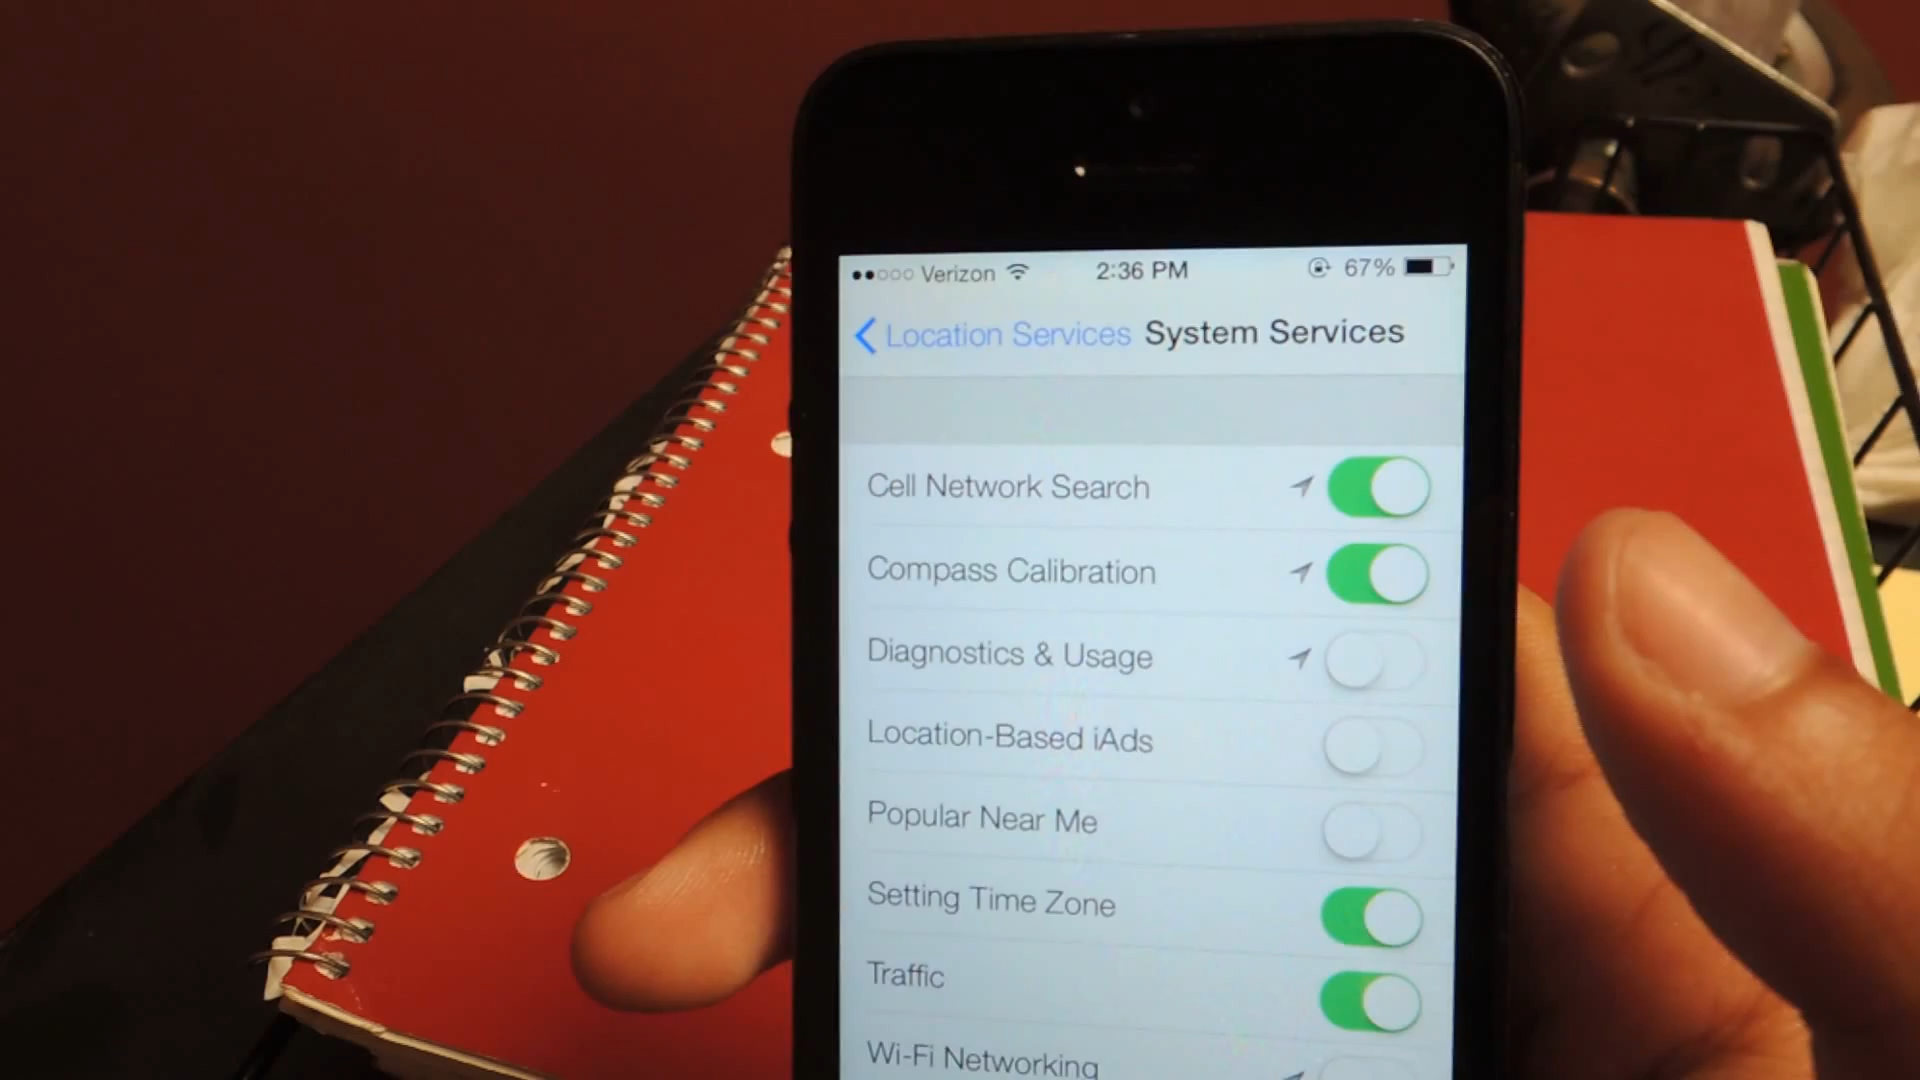 Verizon 2:36 PM 67%
Location Services System Services
Cell Network Search
Compass Calibration
Diagnostics & Usage
Location-Based iAds
Popular Near Me
Setting Time Zone
Traffic
Wi-Fi Networking